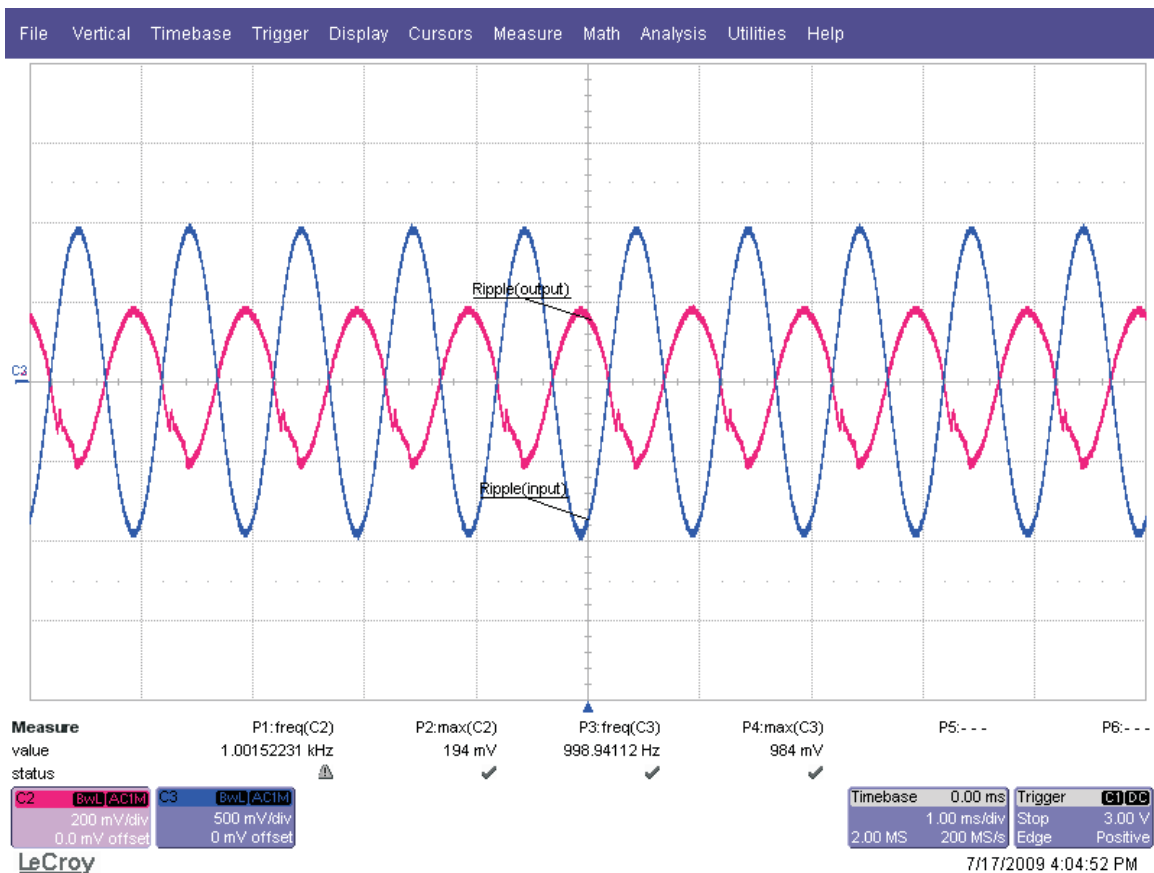 File Vertical Timebase Trigger Display Cursors Measure Math Analysis Utilities Help
Ripple(output)
C3
Ripple(input)
Measure P1:freq(C2) P2:max(C2) P3:freq(C3) P4:max(C3) P5:- - - P6:- - -
value 1.00152231 kHz 194 mV 998.94112 Hz 984 mV
status
C2 BwL AC1M C3 BwL AC1M Timebase 0.00 ms Trigger C1 DC
200 mV/div 500 mV/div 1.00 ms/div Stop 3.00 V
0.0 mV offset 0 mV offset 2.00 MS 200 MS/s Edge Positive
LeCroy 7/17/2009 4:04:52 PM